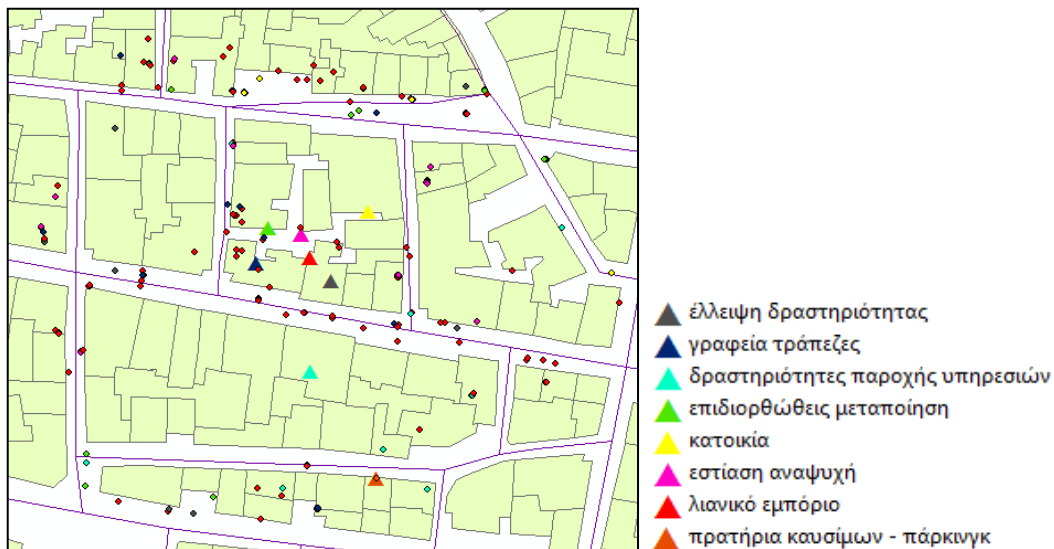 έλλειψη δραστηριότητας
γραφεία τράπεζες
δραστηριότητες παροχής υπηρεσιών
επιδιορθώθεις μεταποίηση
κατοικία
εστίαση αναψυχή
λιανικό εμπόριο
πρατήρια καυσίμων - πάρκινγκ